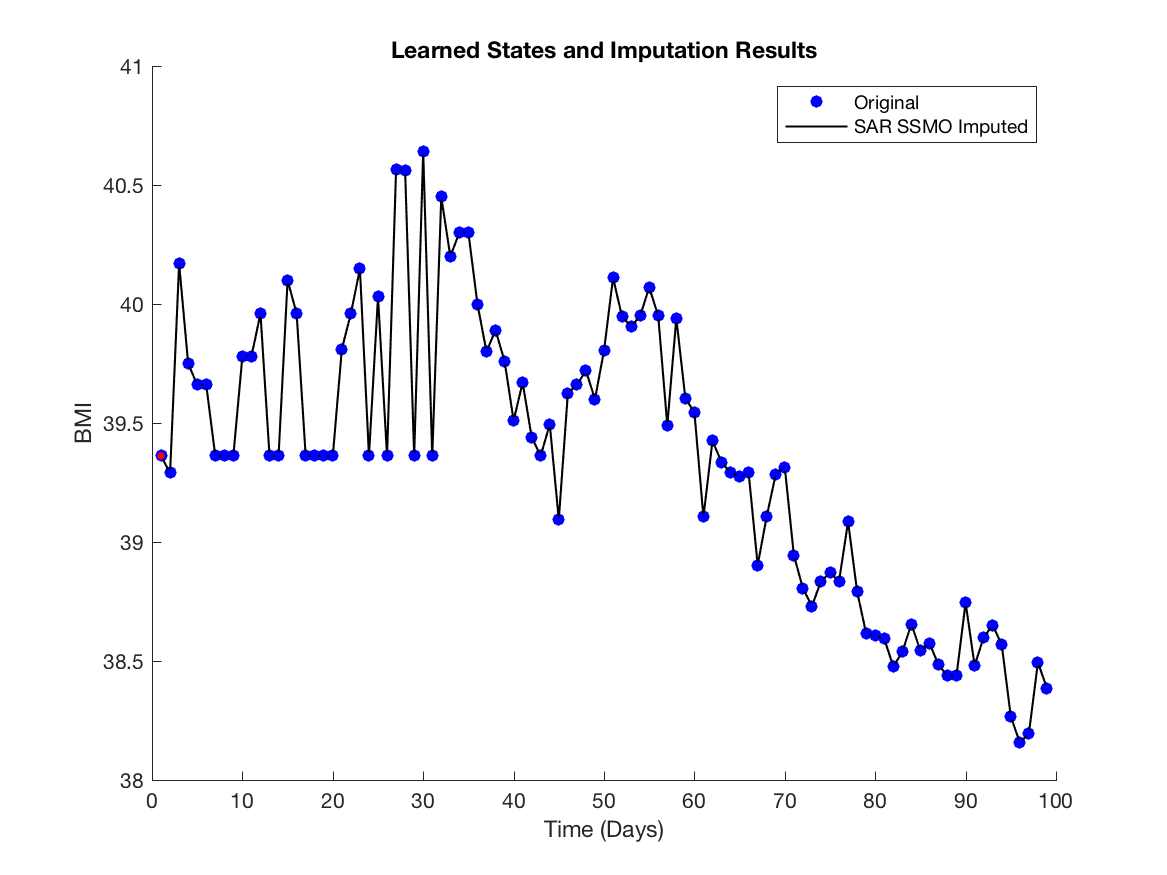 Learned States and Imputation Results
41
40.5
40
39.5
39
38.5
38
BMI
Original
SAR SSMO Imputed
0 10 20 30 40 50 60 70 80 90 100
Time (Days)